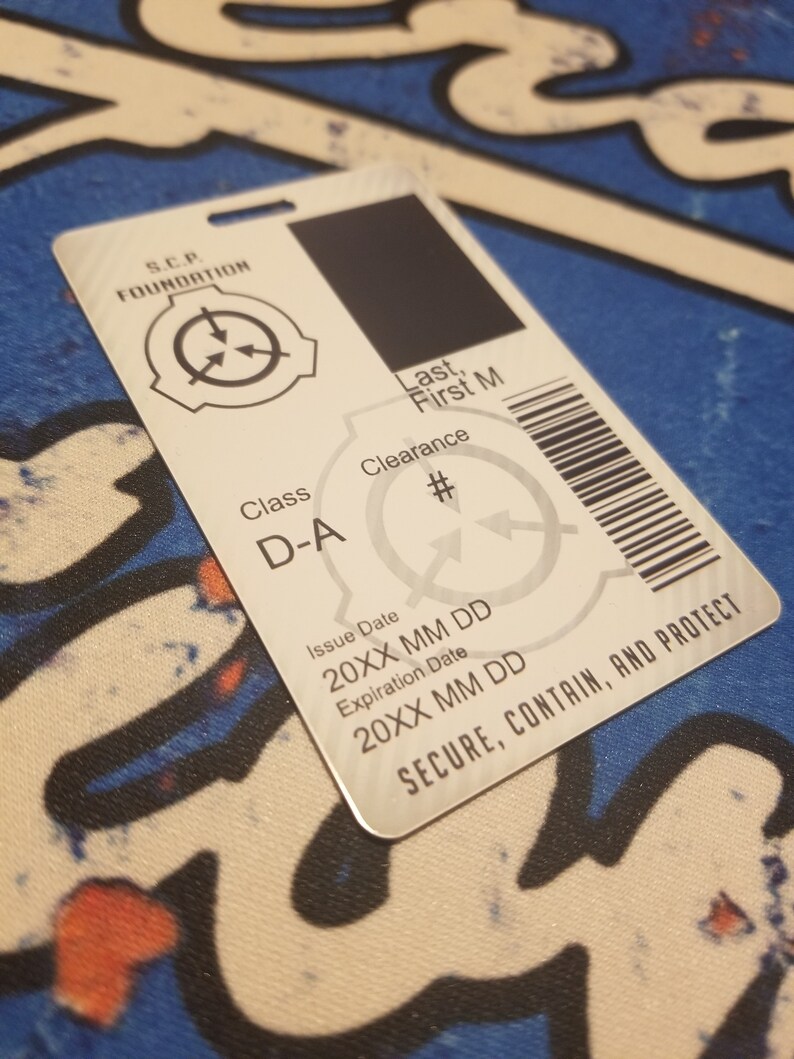 S.C.P.
FOUNDATION
Last,
First M
Clearance
#
Class
D-A
Issue Date
20XX MM DD
Expiration Date
20XX MM DD
SECURE, CONTAIN, AND PROTECT